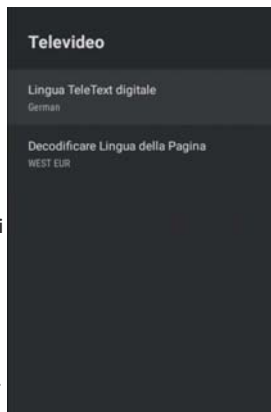 Televideo
Lingua TeleText digitale
German
Decodificare Lingua della Pagina
WEST EUR
i